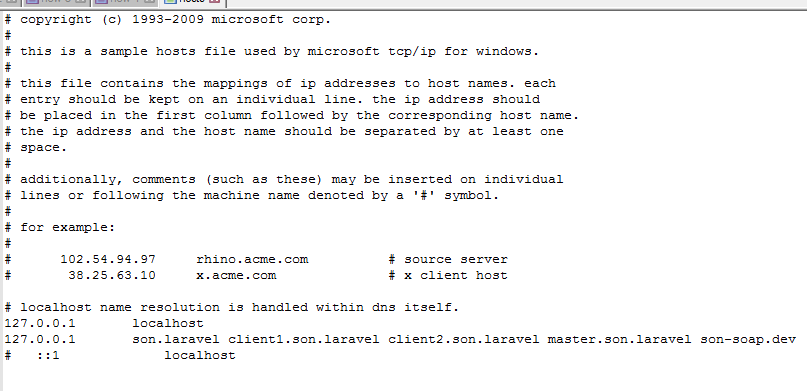 # copyright (c) 1993-2009 microsoft corp.
#
# this is a sample hosts file used by microsoft tcp/ip for windows.
#
# this file contains the mappings of ip addresses to host names. each
# entry should be kept on an individual line. the ip address should
# be placed in the first column followed by the corresponding host name.
# the ip address and the host name should be separated by at least one
# space.
#
# additionally, comments (such as these) may be inserted on individual
# lines or following the machine name denoted by a '#' symbol.
#
# for example:
#
#      102.54.94.97     rhino.acme.com          # source server
#       38.25.63.10     x.acme.com              # x client host

# localhost name resolution is handled within dns itself.
127.0.0.1       localhost
127.0.0.1       son.laravel client1.son.laravel client2.son.laravel master.son.laravel son-soap.dev
#   ::1             localhost